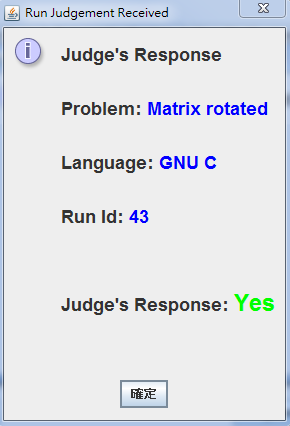 Run Judgement Received
Judge's Response
Problem: Matrix rotated
Language: GNU C
Run Id: 43
Judge's Response: Yes
確定